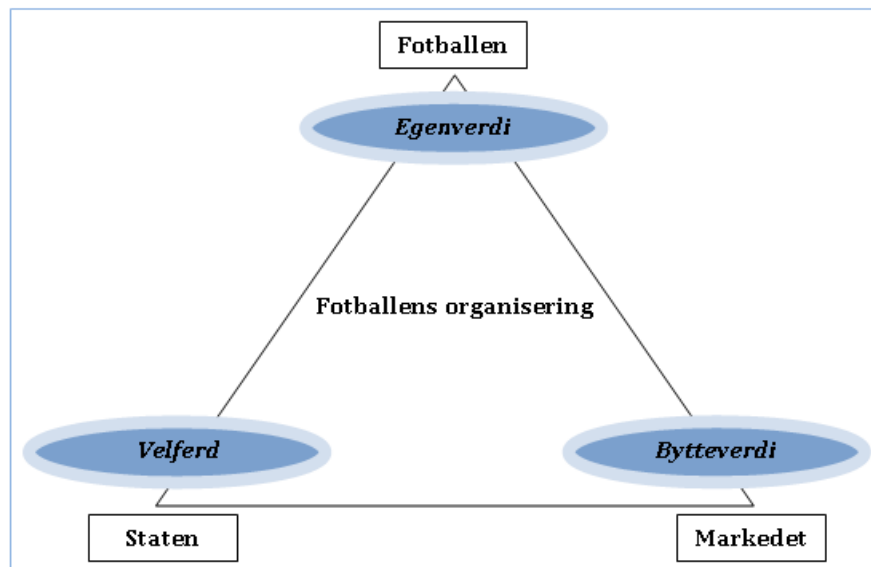 Fotballen
Egenverdi
Fotballens organisering
Velferd
Bytteverdi
Staten
Markedet